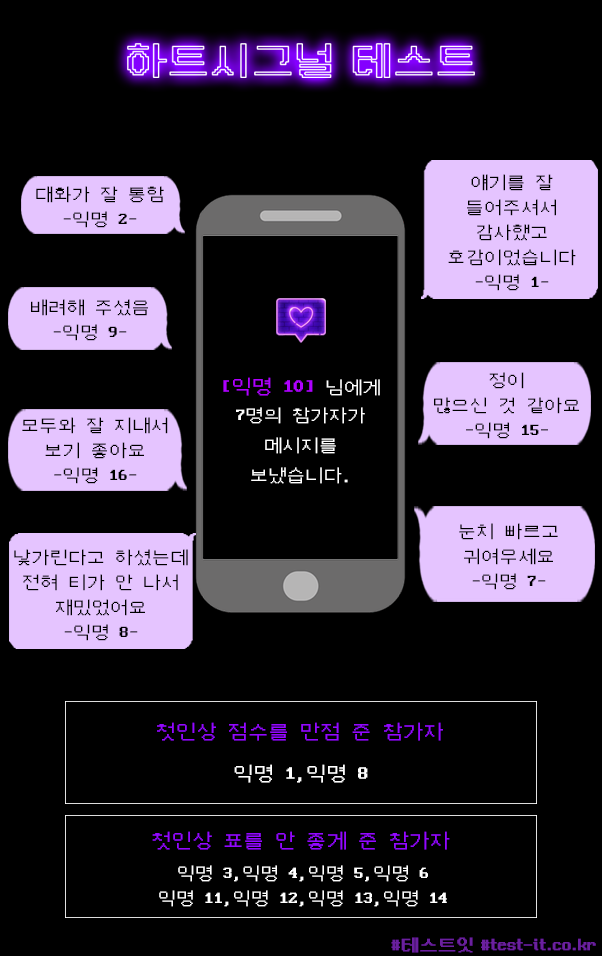 하트시그널 테스트
대화가 잘 통함
-익명 2-
얘기를 잘
들어주셔서
감사했고
호감이었습니다
-익명 1-
배려해 주셨음
-익명 9-
[익명 10] 님에게
7명의 참가자가
메시지를
보냈습니다.
정이
많으신 것 같아요
-익명 15-
모두와 잘 지내서
보기 좋아요
-익명 16-
눈치 빠르고
귀여우세요
-익명 7-
낯가린다고 하셨는데
전혀 티가 안 나서
재밌었어요
-익명 8-
첫인상 점수를 만점 준 참가자
익명 1,익명 8
첫인상 표를 안 좋게 준 참가자
익명 3,익명 4,익명 5,익명 6
익명 11,익명 12,익명 13,익명 14
#테스트잇 #test-it.co.kr